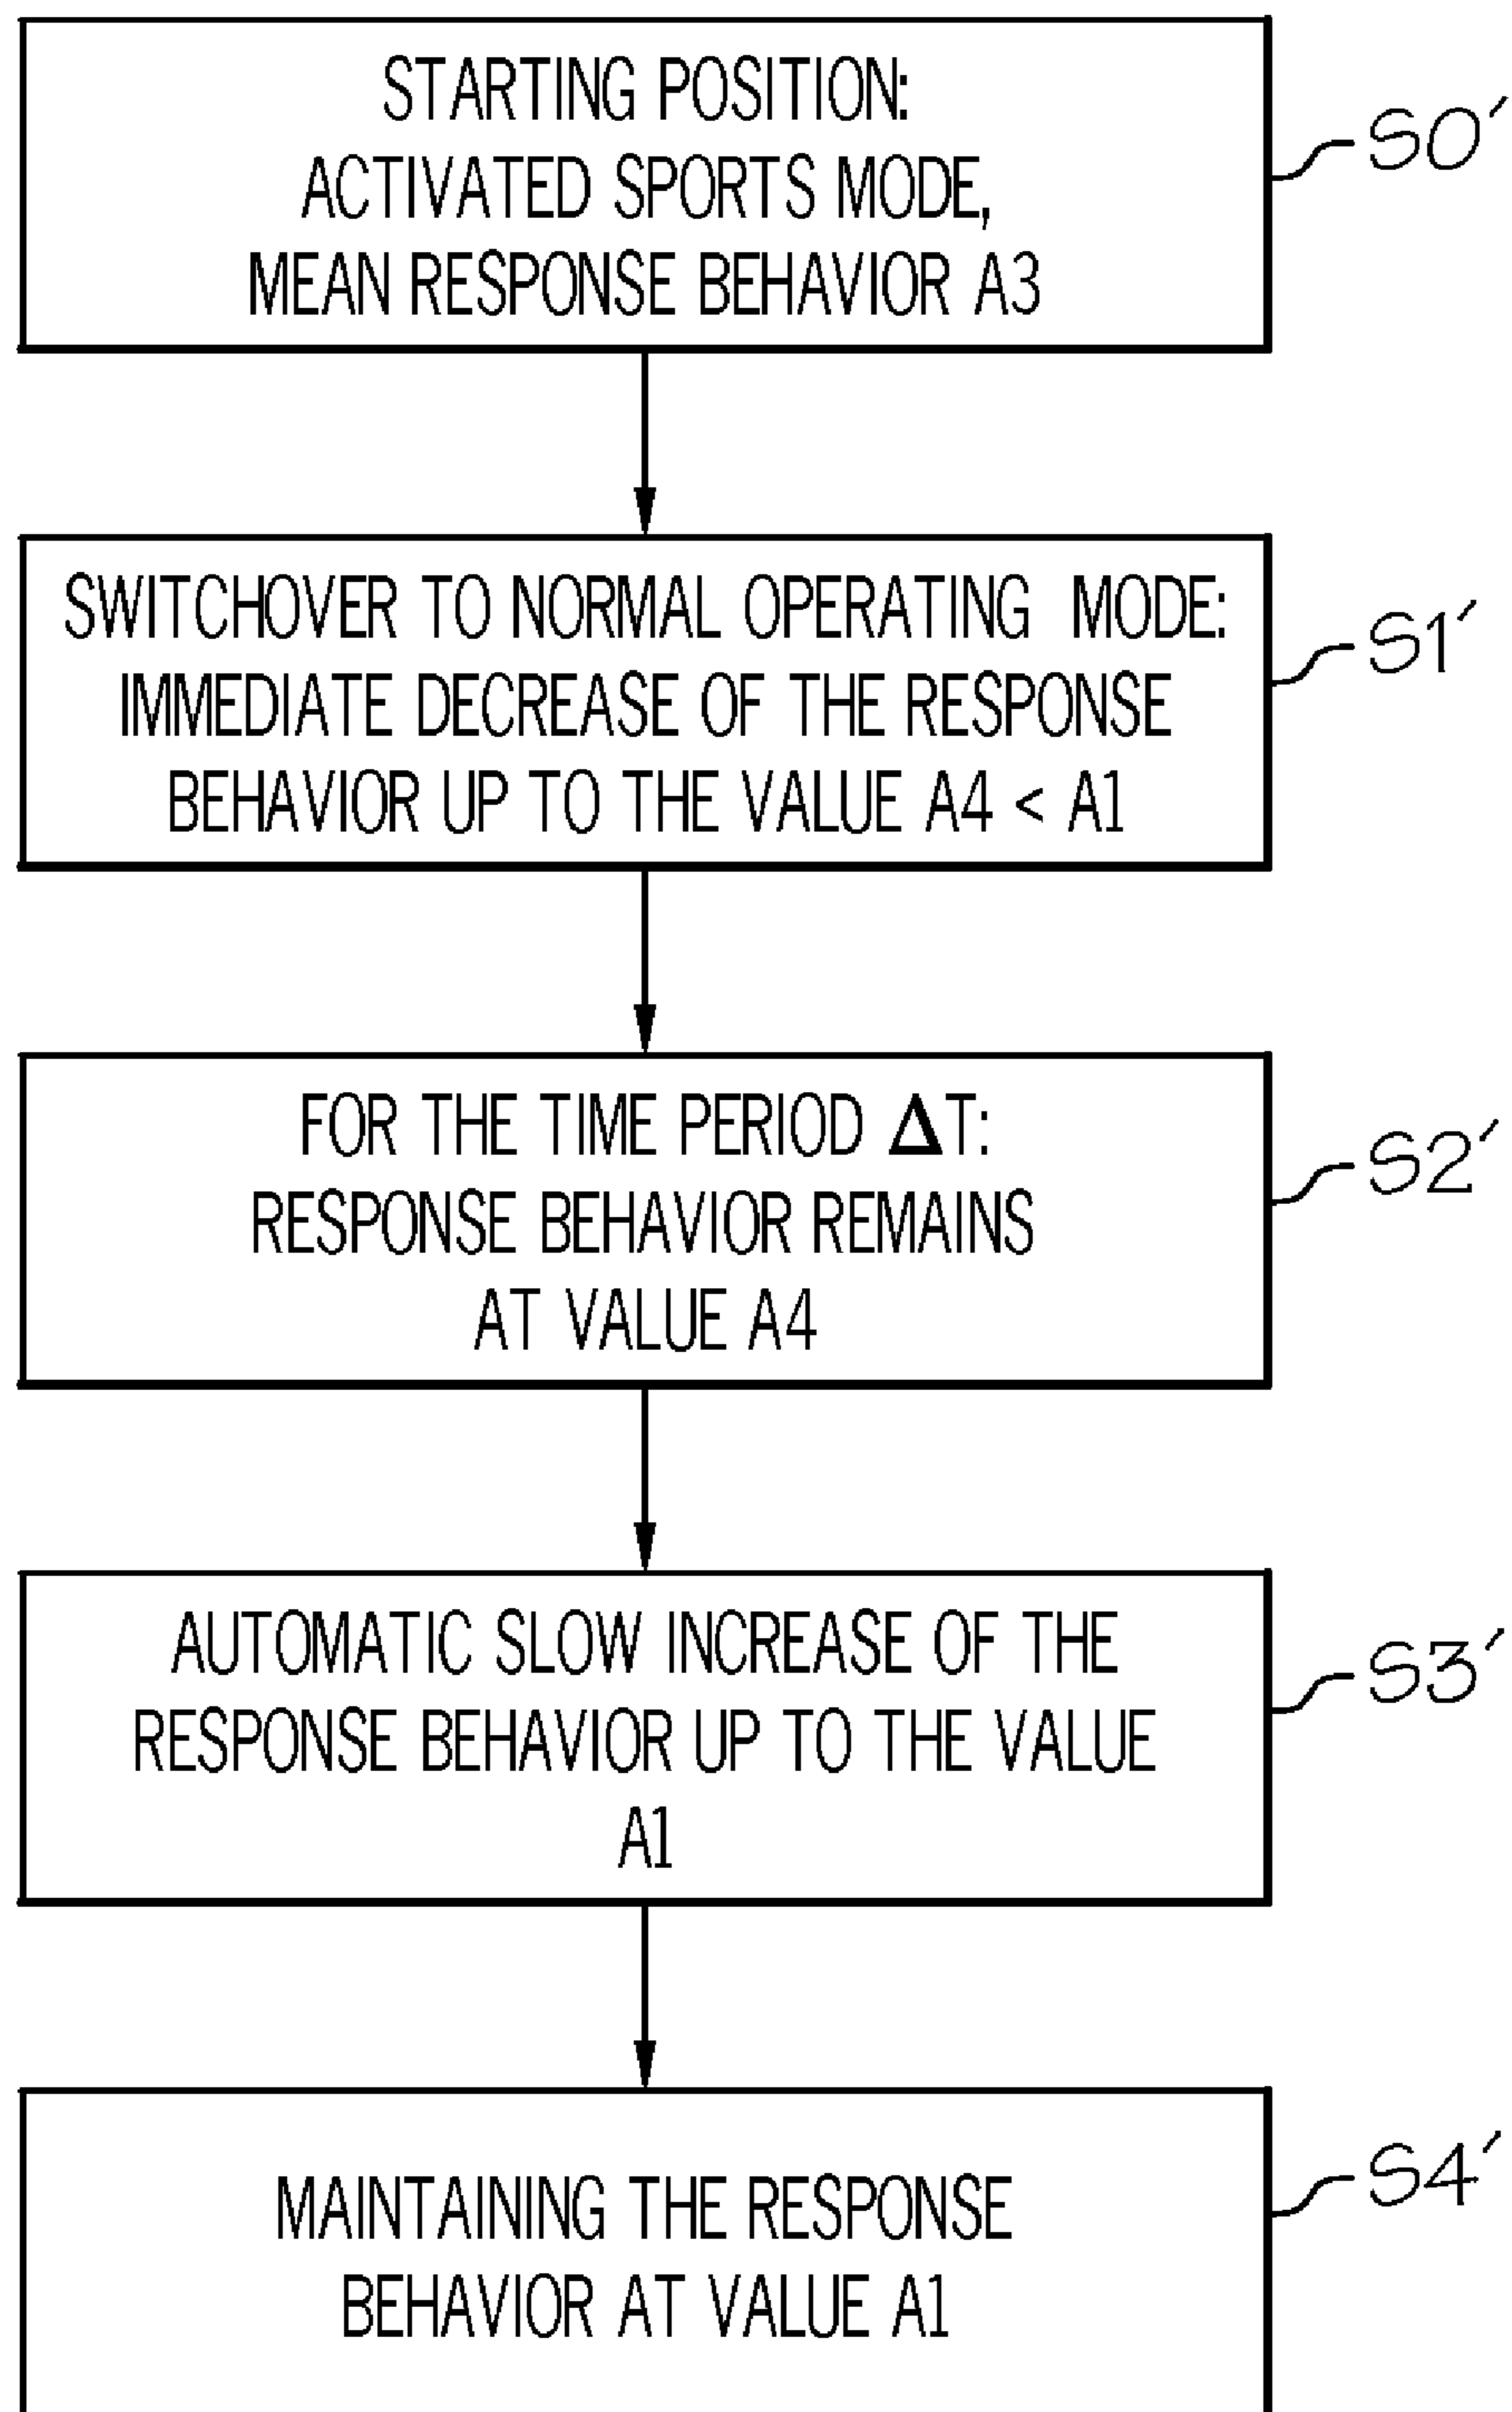 STARTING POSITION:
ACTIVATED SPORTS MODE,
MEAN RESPONSE BEHAVIOR A3
S0'
SWITCHOVER TO NORMAL OPERATING MODE:
IMMEDIATE DECREASE OF THE RESPONSE
BEHAVIOR UP TO THE VALUE A4 < A1
S1'
FOR THE TIME PERIOD ΔT:
RESPONSE BEHAVIOR REMAINS
AT VALUE A4
S2'
AUTOMATIC SLOW INCREASE OF THE
RESPONSE BEHAVIOR UP TO THE VALUE
A1
S3'
MAINTAINING THE RESPONSE
BEHAVIOR AT VALUE A1
S4'